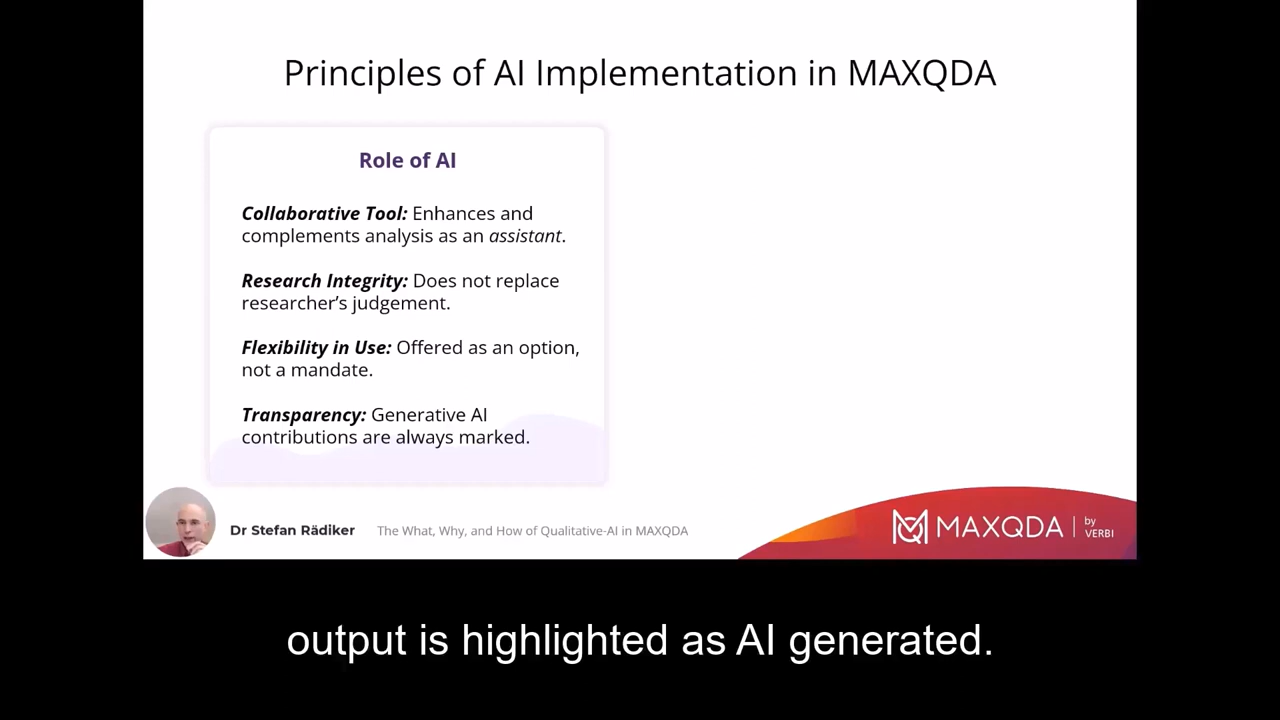 Principles of AI Implementation in MAXQDA
Role of AI
Collaborative Tool: Enhances and
complements analysis as an assistant.
Research Integrity: Does not replace
researcher’s judgement.
Flexibility in Use: Offered as an option,
not a mandate.
Transparency: Generative AI
contributions are always marked.
Dr Stefan Rädiker The What, Why, and How of Qualitative-AI in MAXQDA
MAXQDA by
VERBI
output is highlighted as AI generated.